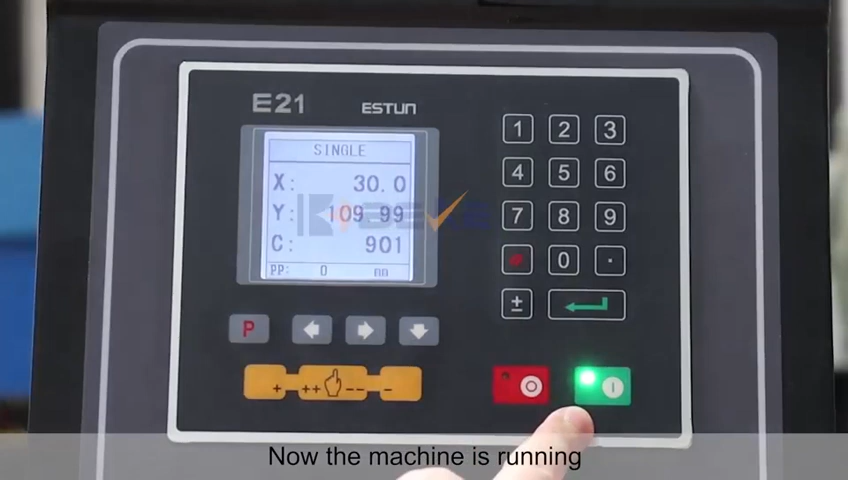 E21 ESTUN
SINGLE
X: 30.0
Y: 109.99
C: 901
PP: 0 mm
1 2 3
4 5 6
7 8 9
0 .
±
P
+ ++ -- -
Now the machine is running